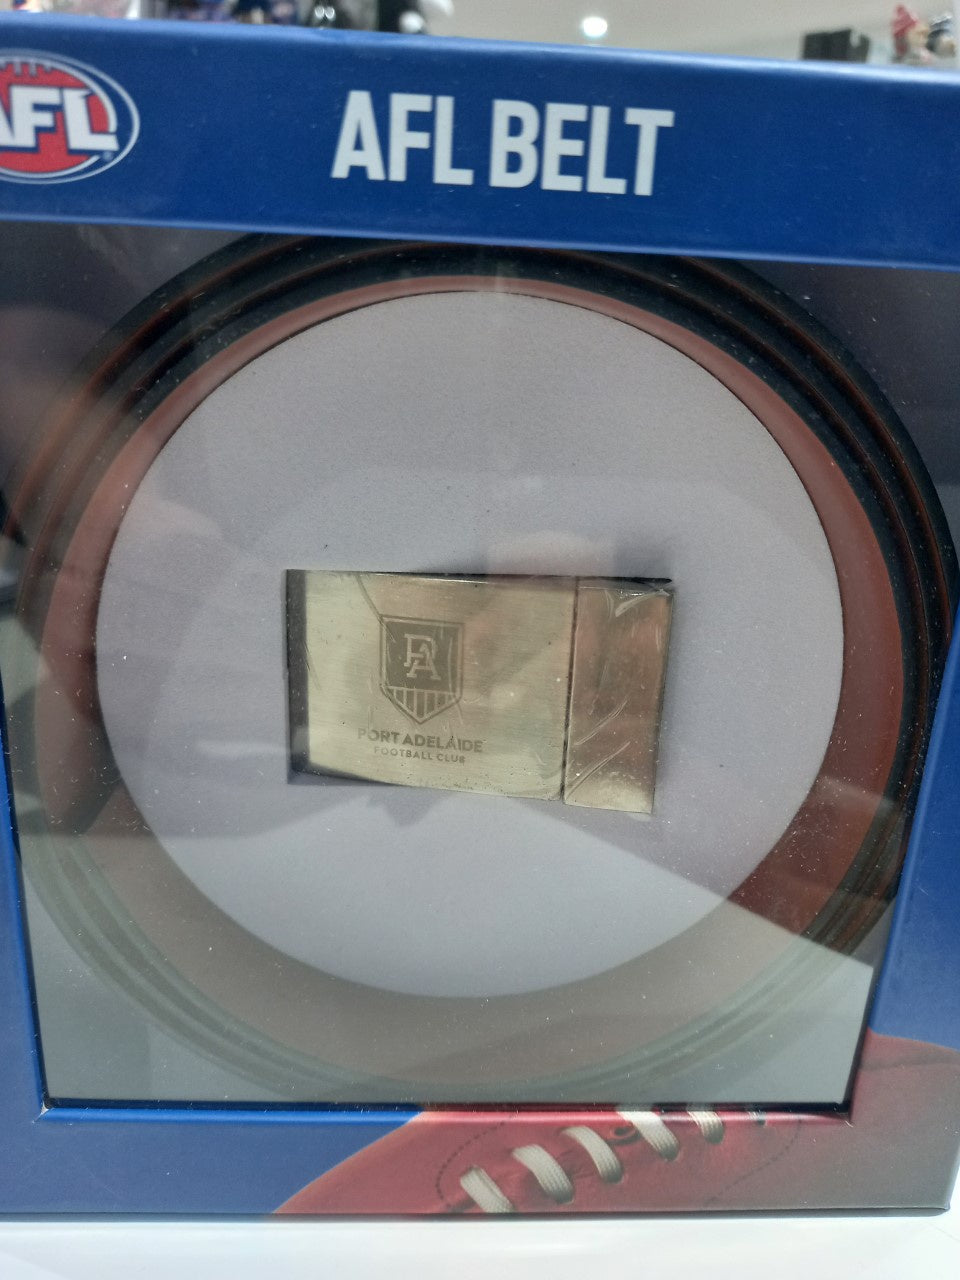 AFL
AFL BELT
PA
PORT ADELAIDE
FOOTBALL CLUB